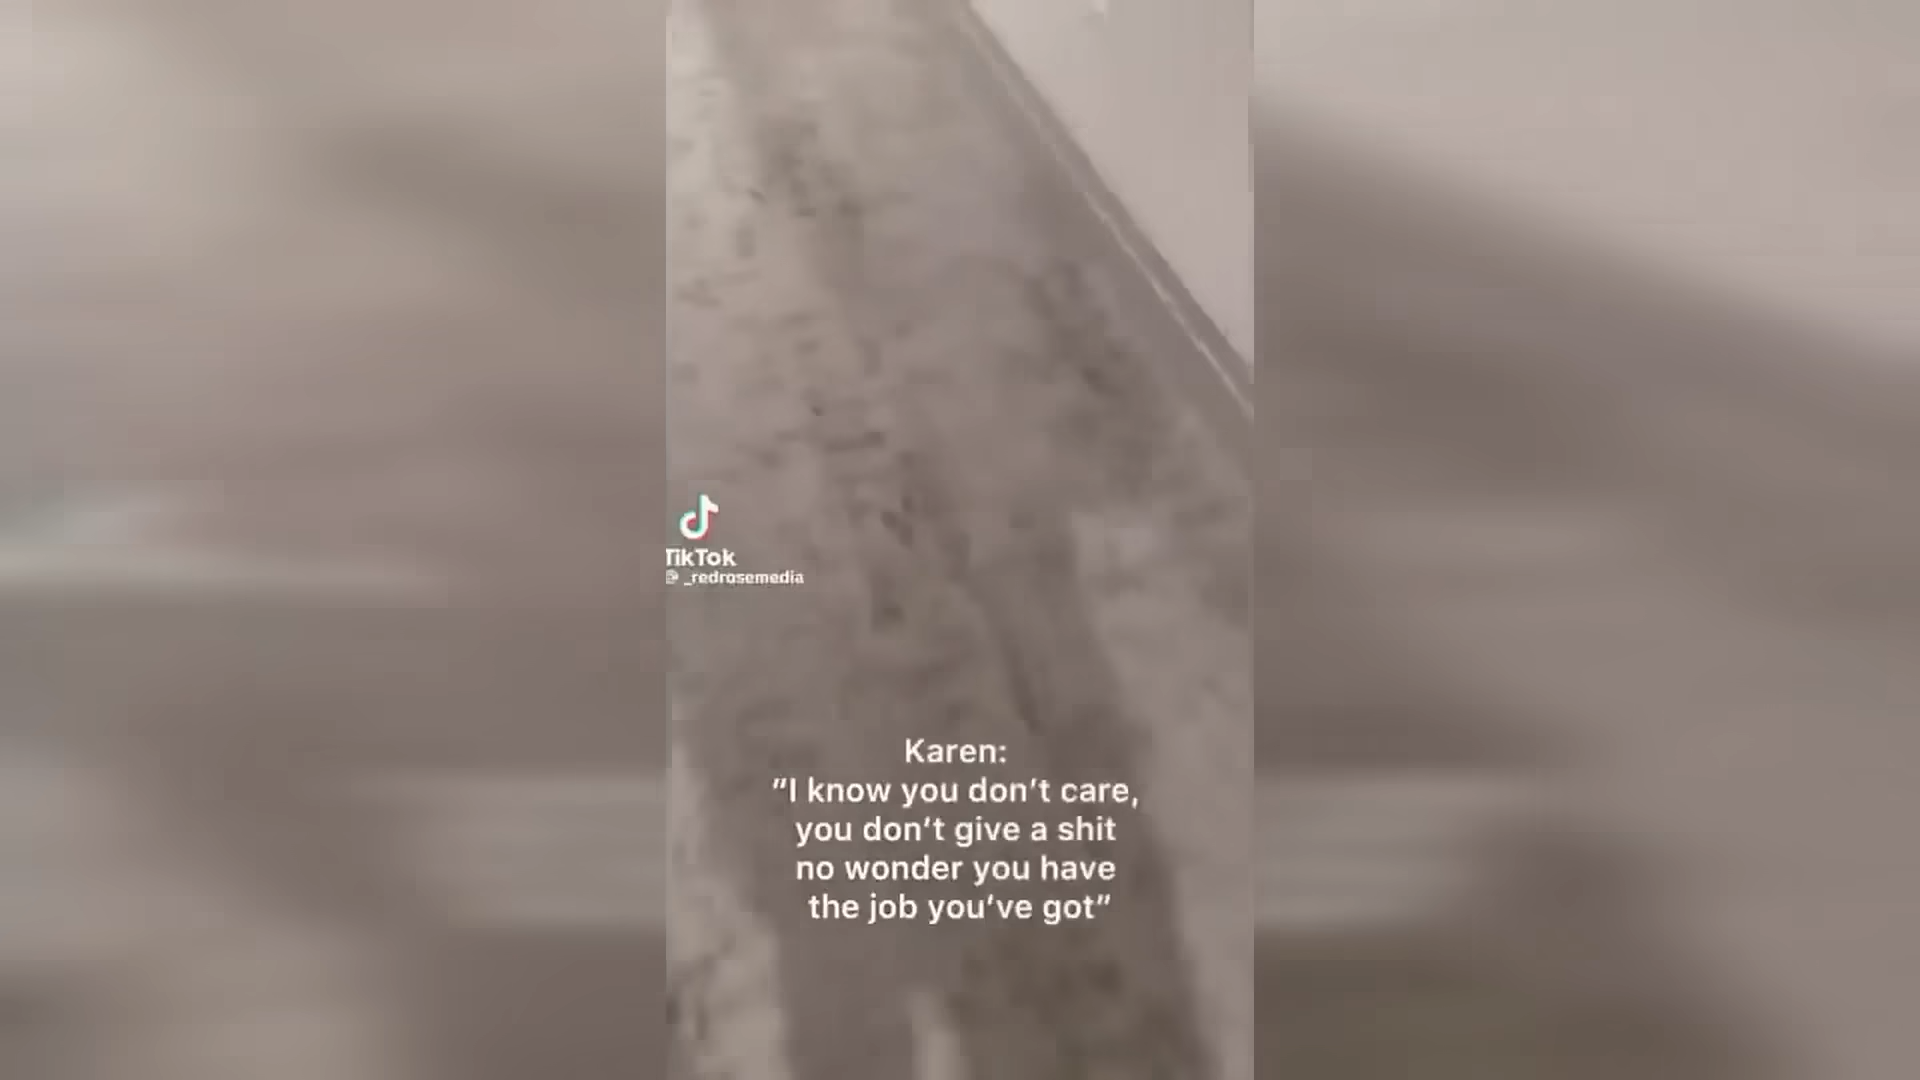 TikTok
@ _redrosemedia
Karen:
“I know you don’t care,
you don’t give a shit
no wonder you have
the job you’ve got”